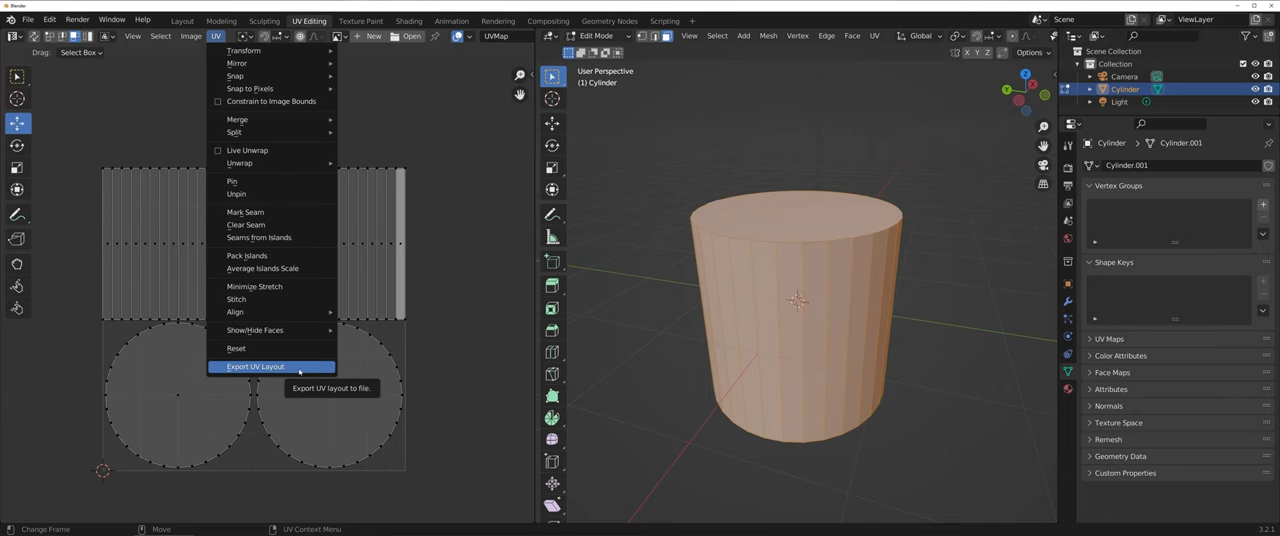 Blender
File Edit Render Window Help Layout Modeling Sculpting UV Editing Texture Paint Shading Animation Rendering Compositing Geometry Nodes Scripting + Scene ViewLayer
View Select Image UV New Open UVMap Edit Mode View Select Add Mesh Vertex Edge Face UV Global
Drag: Select Box
X Y Z Options
Transform
Mirror
Snap
Snap to Pixels
Constrain to Image Bounds
Merge
Split
Live Unwrap
Unwrap
Pin
Unpin
Mark Seam
Clear Seam
Seams from Islands
Pack Islands
Average Islands Scale
Minimize Stretch
Stitch
Align
Show/Hide Faces
Reset
Export UV Layout
Export UV layout to file.
User Perspective
(1) Cylinder
Z
X
Y
Scene Collection
Collection
Camera
Cylinder
Light
Cylinder Cylinder.001
Cylinder.001
Vertex Groups
Shape Keys
UV Maps
Color Attributes
Face Maps
Attributes
Normals
Texture Space
Remesh
Geometry Data
Custom Properties
Change Frame Move UV Context Menu 3.2.1